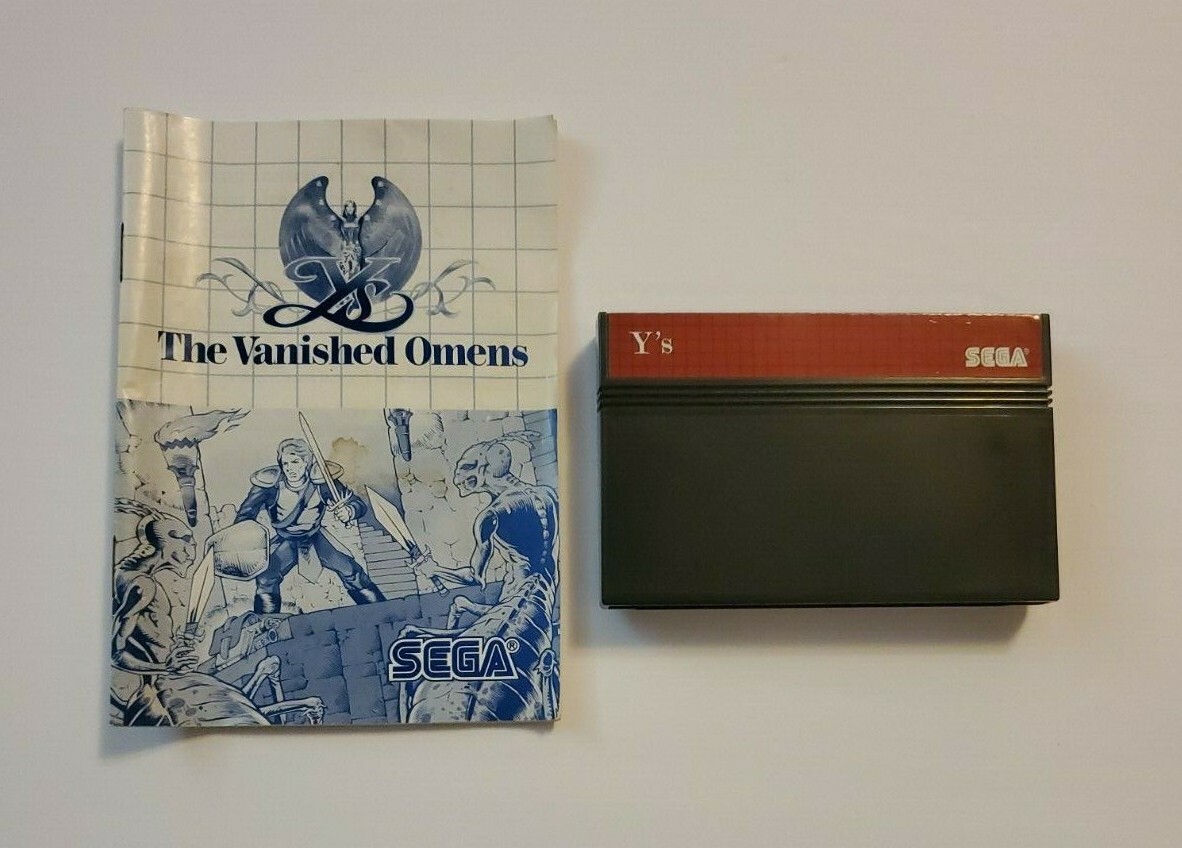 Ys
The Vanished Omens
SEGA®
Y's
SEGA®